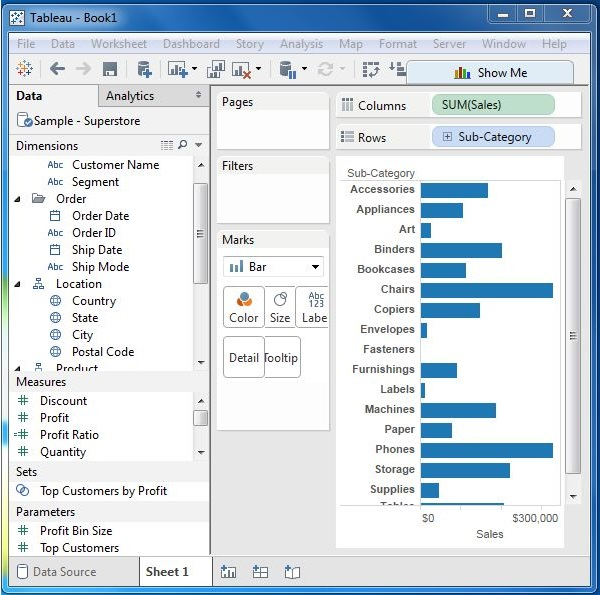 Tableau - Book1
File Data Worksheet Dashboard Story Analysis Map Format Server Window Help
Show Me
Data Analytics
Sample - Superstore
Dimensions
Abc Customer Name
Abc Segment
Order
Order Date
Abc Order ID
Ship Date
Abc Ship Mode
Location
Country
State
City
Postal Code
Product
Measures
Discount
Profit
Profit Ratio
Quantity
Sets
Top Customers by Profit
Parameters
Profit Bin Size
Top Customers
Pages
Filters
Marks
Bar
Abc
123
Color Size Labe
Detail Tooltip
Columns SUM(Sales)
Rows Sub-Category
Sub-Category
Accessories
Appliances
Art
Binders
Bookcases
Chairs
Copiers
Envelopes
Fasteners
Furnishings
Labels
Machines
Paper
Phones
Storage
Supplies
Tables
$0 $300,000
Sales
Data Source Sheet 1